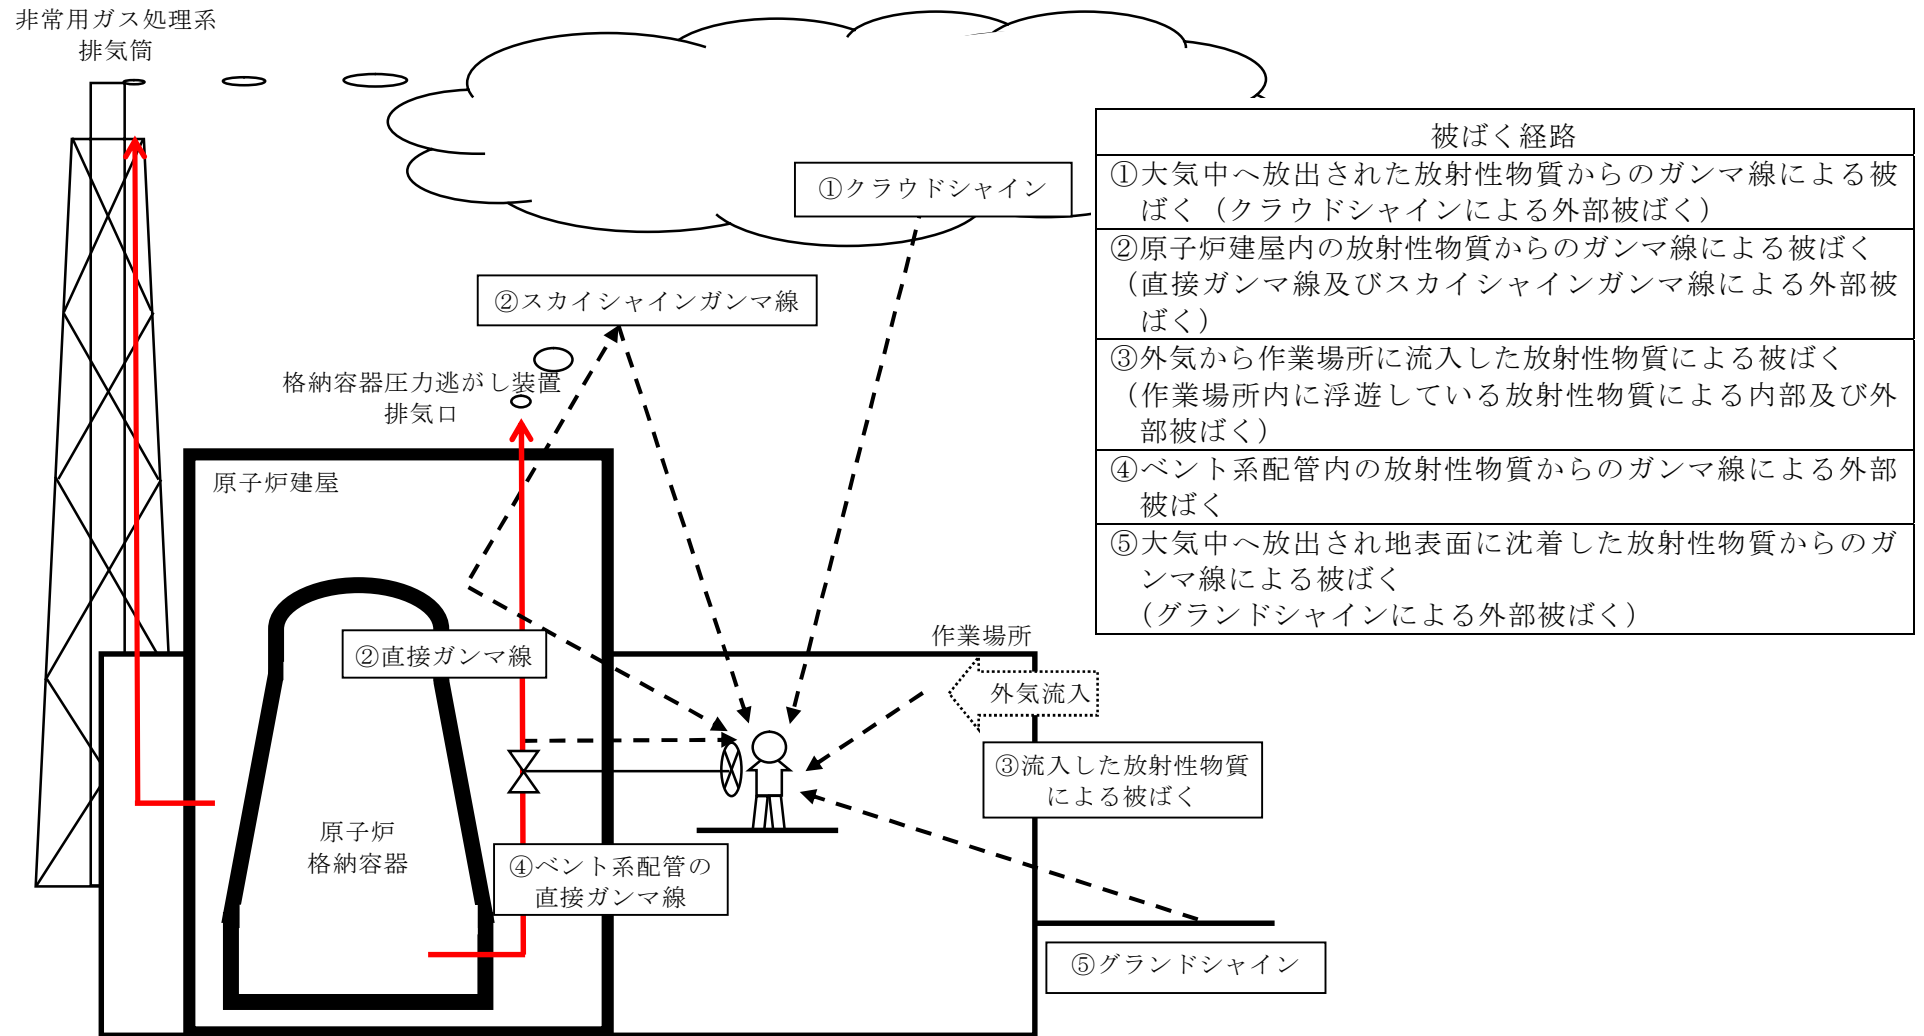 非常用ガス処理系
排気筒
①クラウドシャイン
②スカイシャインガンマ線
格納容器圧力逃がし装置
排気口
原子炉建屋
②直接ガンマ線
作業場所
外気流入
③流入した放射性物質
による被ばく
原子炉
格納容器
④ベント系配管の
直接ガンマ線
⑤グランドシャイン
被ばく経路
①大気中へ放出された放射性物質からのガンマ線による被
ばく（クラウドシャインによる外部被ばく）
②原子炉建屋内の放射性物質からのガンマ線による被ばく
（直接ガンマ線及びスカイシャインガンマ線による外部被
ばく）
③外気から作業場所に流入した放射性物質による被ばく
（作業場所内に浮遊している放射性物質による内部及び外
部被ばく）
④ベント系配管内の放射性物質からのガンマ線による外部
被ばく
⑤大気中へ放出され地表面に沈着した放射性物質からのガ
ンマ線による被ばく
（グランドシャインによる外部被ばく）